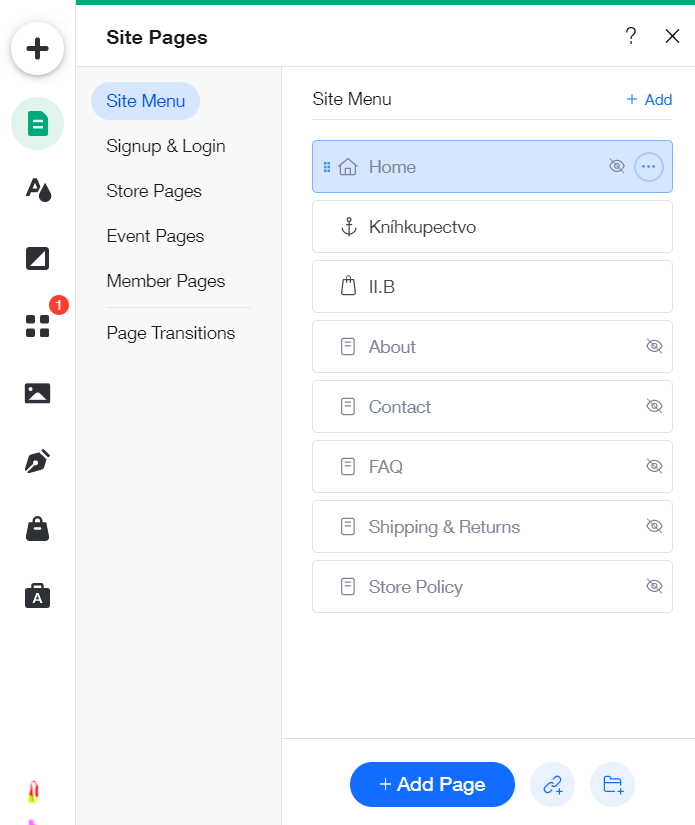 Site Pages
?
1
A
A
Site Menu
Signup & Login
Store Pages
Event Pages
Member Pages
Page Transitions
Site Menu
+ Add
Home
Kníhkupectvo
II.B
About
Contact
FAQ
Shipping & Returns
Store Policy
+ Add Page